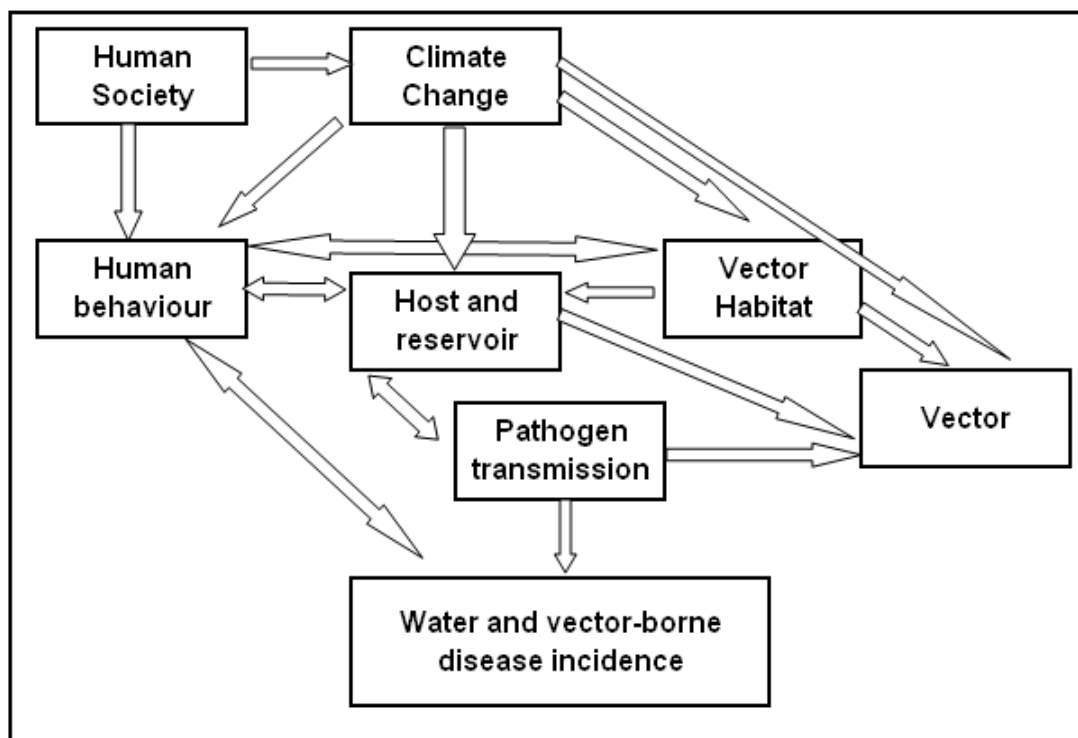 Human
Society
Climate
Change
Human
behaviour
Host and
reservoir
Vector
Habitat
Vector
Pathogen
transmission
Water and vector-borne
disease incidence